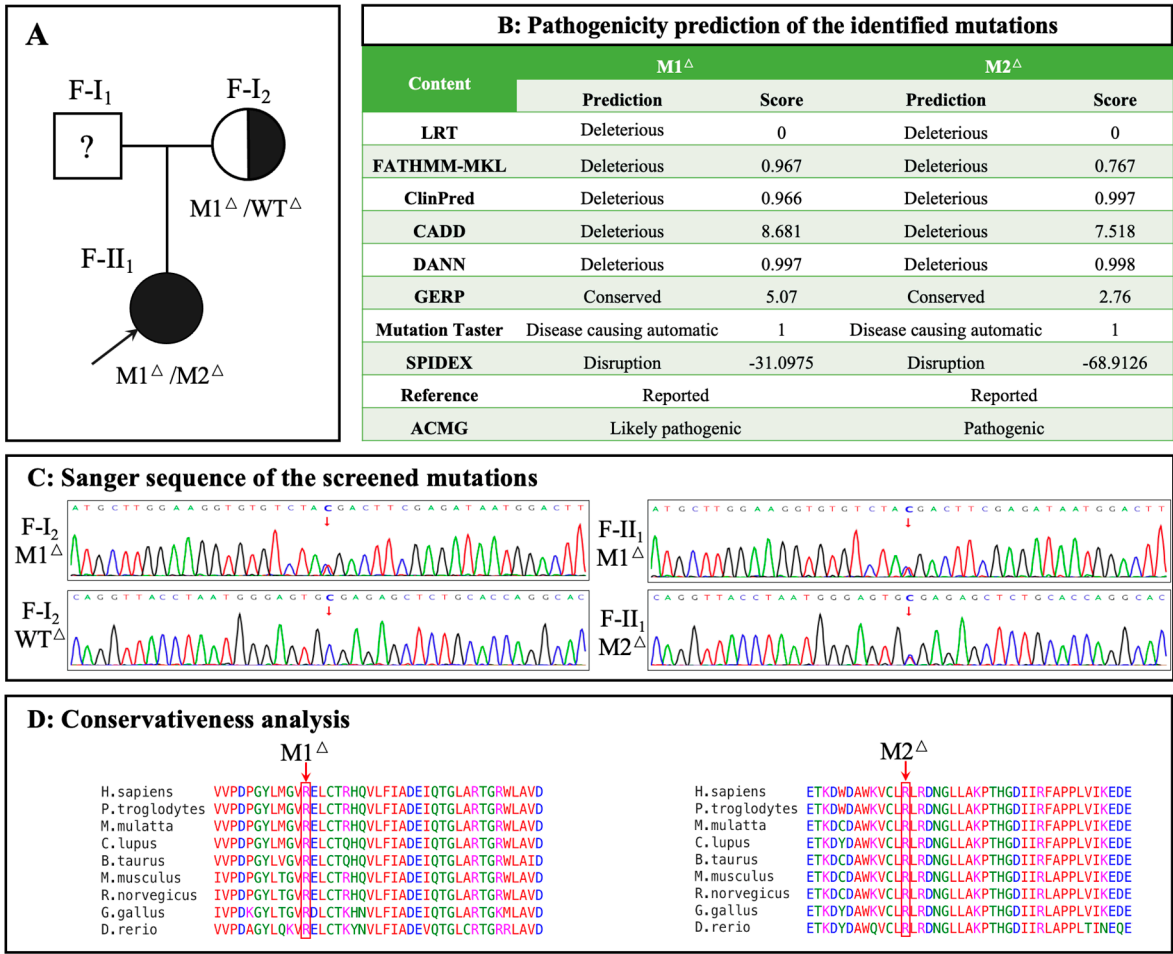 A
F-I1
F-I2
?
M1△ /WT△
F-II1
M1△ /M2△
B: Pathogenicity prediction of the identified mutations
Content M1△ M2△
Prediction Score Prediction Score
LRT Deleterious 0 Deleterious 0
FATHMM-MKL Deleterious 0.967 Deleterious 0.767
ClinPred Deleterious 0.966 Deleterious 0.997
CADD Deleterious 8.681 Deleterious 7.518
DANN Deleterious 0.997 Deleterious 0.998
GERP Conserved 5.07 Conserved 2.76
Mutation Taster Disease causing automatic 1 Disease causing automatic 1
SPIDEX Disruption -31.0975 Disruption -68.9126
Reference Reported Reported
ACMG Likely pathogenic Pathogenic
C: Sanger sequence of the screened mutations
F-I2
M1△
ATGCTTGGAAGGTGTGTCTACGACTTCGAGATAATGGACTT
F-II1
M1△
ATGCTTGGAAGGTGTGTCTACGACTTCGAGATAATGGACTT
F-I2
WT△
CAGGTTACCTAATGGGAGTGCGAGAGCTCTGCACCAGGCAC
F-II1
M2△
CAGGTTACCTAATGGGAGTGCGAGAGCTCTGCACCAGGCAC
D: Conservativeness analysis
M1△
H.sapiens VVPDPGYLMGVRELCTRHQVLFIADEIQTGLARTGRWLAVD
P.troglodytes VVPDPGYLMGVRELCTRHQVLFIADEIQTGLARTGRWLAVD
M.mulatta VVPDPGYLMGVRELCTRHQVLFIADEIQTGLARTGRWLAVD
C.lupus VVPDPGYLMGVRELCTQHQVLFIADEIQTGLARTGRWLAVD
B.taurus VVPDPGYLVGVRELCTQHQVLFIADEIQTGLARTGRWLAID
M.musculus IVPDPGYLTGVRELCTRHQVLFIADEIQTGLARTGRWLAVD
R.norvegicus IVPDPGYLTGVRELCTRHQVLFIADEIQTGLARTGRWLAVD
G.gallus IVPDKGYLTGVRDLCTKHNVLFIADEIQTGLARTGKMLAVD
D.rerio VVPDAGYLQKVRELCTKYNVLFIADEVQTGLCRTGRRLAVD
M2△
H.sapiens ETKDWDAWKVCLRLRDNGLLAKPTHGDIIRFAPPLVIKEDE
P.troglodytes ETKDWDAWKVCLRLRDNGLLAKPTHGDIIRFAPPLVIKEDE
M.mulatta ETKDCDAWKVCLRLRDNGLLAKPTHGDIIRFAPPLVIKEDE
C.lupus ETKDYDAWKVCLRLRDNGLLAKPTHGDIIRFAPPLVIKEDE
B.taurus ETKDCDAWKVCLRLRDNGLLAKPTHGDIIRFAPPLVIKEDE
M.musculus ETKDCDAWKVCLRLRDNGLLAKPTHGDIIRLAPPLVIKEDE
R.norvegicus ETKDCDAWKVCLRLRDNGLLAKPTHGDIIRLAPPLVIKEDE
G.gallus ETKDYDAWKVCLRLRDNGLLAKPTHGDIIRLAPPLVIKEDE
D.rerio ETKDYDAWQVCLRLRDNGLLAKPTHGDIIRLAPPLTINEQE